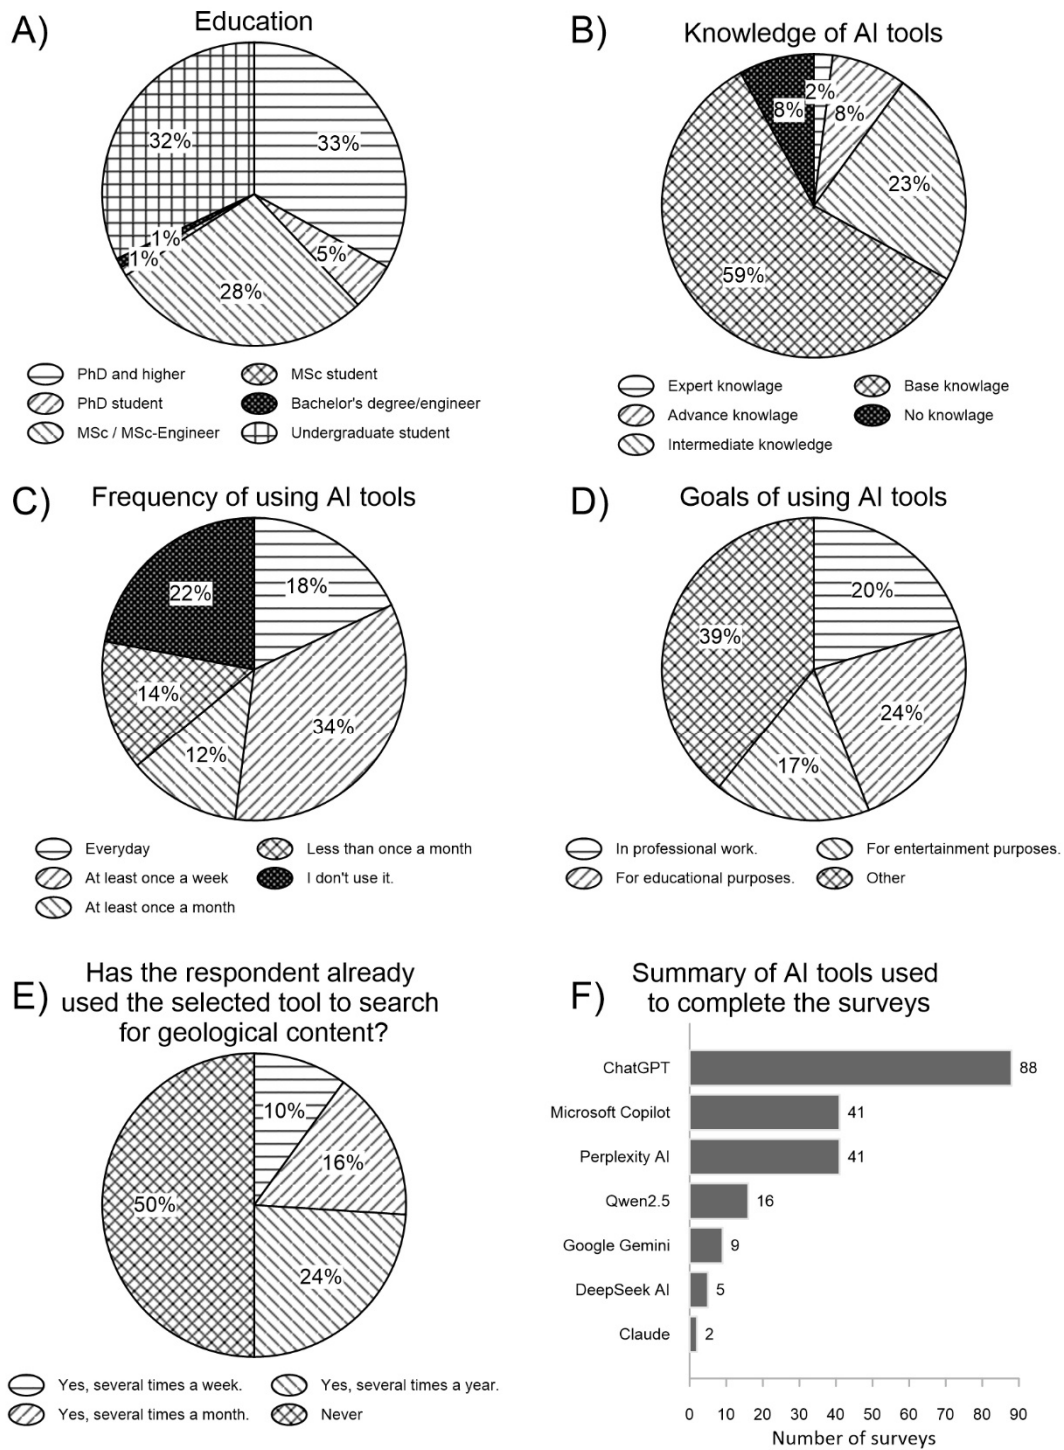 A)
Education
33%
5%
28%
1%
1%
32%
PhD and higher
PhD student
MSc / MSc-Engineer
MSc student
Bachelor's degree/engineer
Undergraduate student
B)
Knowledge of AI tools
2%
8%
23%
59%
8%
Expert knowlage
Advance knowlage
Intermediate knowledge
Base knowlage
No knowlage
C)
Frequency of using AI tools
18%
34%
12%
14%
22%
Everyday
At least once a week
At least once a month
Less than once a month
I don't use it.
D)
Goals of using AI tools
20%
24%
17%
39%
In professional work.
For educational purposes.
For entertainment purposes.
Other
E)
Has the respondent already
used the selected tool to search
for geological content?
10%
16%
24%
50%
Yes, several times a week.
Yes, several times a month.
Yes, several times a year.
Never
F)
Summary of AI tools used
to complete the surveys
ChatGPT 88
Microsoft Copilot 41
Perplexity AI 41
Qwen2.5 16
Google Gemini 9
DeepSeek AI 5
Claude 2
0 10 20 30 40 50 60 70 80 90
Number of surveys